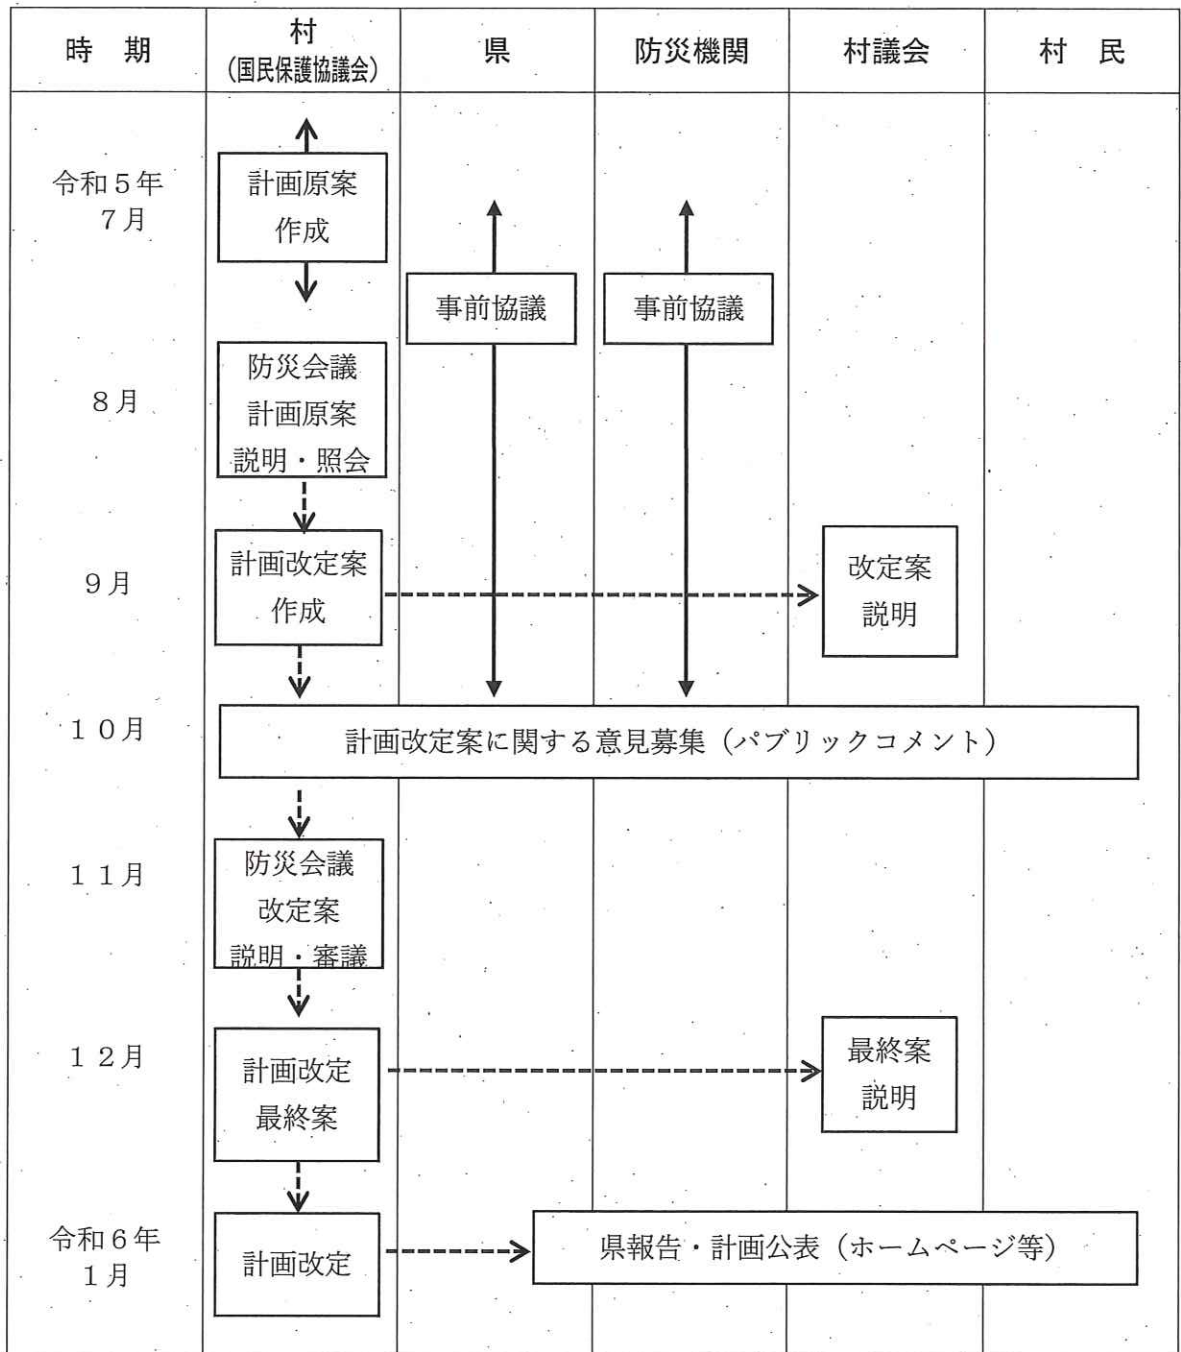 時 期
村
(国民保護協議会)
県
防災機関
村議会
村 民
令和５年
７月
計画原案
作成
事前協議
事前協議
８月
防災会議
計画原案
説明・照会
９月
計画改定案
作成
改定案
説明
１０月
計画改定案に関する意見募集（パブリックコメント）
１１月
防災会議
改定案
説明・審議
１２月
計画改定
最終案
最終案
説明
令和６年
１月
計画改定
県報告・計画公表（ホームページ等）